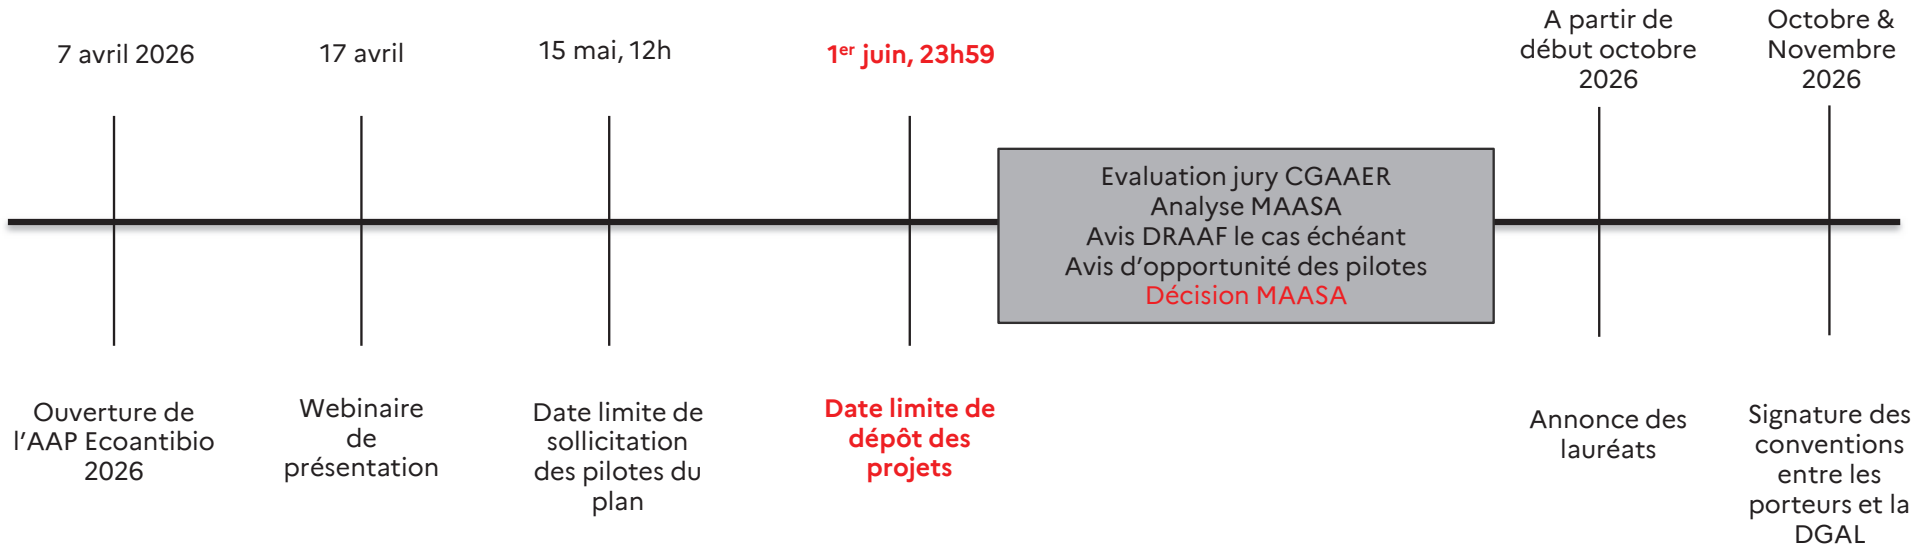 7 avril 2026
17 avril
15 mai, 12h
1er juin, 23h59
A partir de
début octobre
2026
Octobre &
Novembre
2026
Evaluation jury CGAAER
Analyse MAASA
Avis DRAAF le cas échéant
Avis d’opportunité des pilotes
Décision MAASA
Ouverture de
l’AAP Ecoantibio
2026
Webinaire
de
présentation
Date limite de
sollicitation
des pilotes du
plan
Date limite de
dépôt des
projets
Annonce des
lauréats
Signature des
conventions
entre les
porteurs et la
DGAL